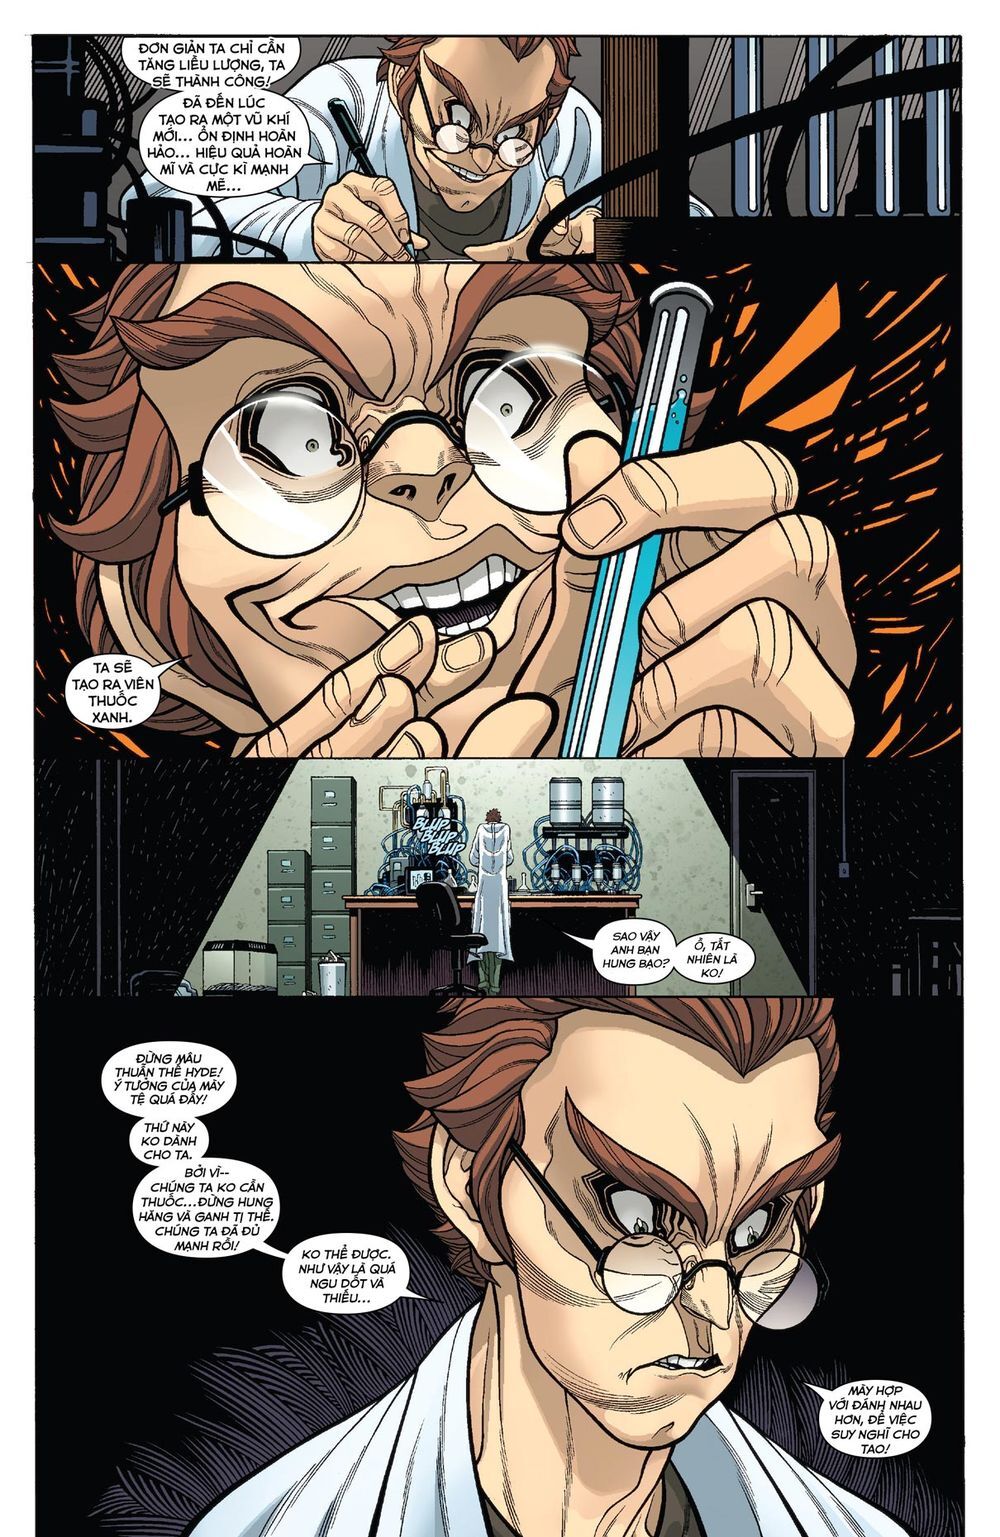 ĐƠN GIẢN TA CHỈ CẦN
TĂNG LIỀU LƯỢNG, TA
SẼ THÀNH CÔNG!
ĐÃ ĐẾN LÚC
TẠO RA MỘT VŨ KHÍ
MỚI... ỔN ĐỊNH HOÀN
HẢO... HIỆU QUẢ HOÀN
MĨ VÀ CỰC KÌ MẠNH
MẼ...
TA SẼ
TẠO RA VIÊN
THUỐC
XANH.
BLUP
BLUP
BLUP
SAO VẬY
ANH BẠN
HUNG BẠO?
Ồ, TẤT
NHIÊN LÀ
KO!
ĐỪNG MÂU
THUẪN THẾ HYDE!
Ý TƯỞNG CỦA MÀY
TỆ QUÁ ĐẤY!
THỨ NÀY
KO DÀNH
CHO TA.
BỞI VÌ--
CHÚNG TA KO CẦN
THUỐC...ĐỪNG HUNG
HĂNG VÀ GANH TỊ THẾ.
CHÚNG TA ĐÃ ĐỦ
MẠNH RỒI!
KO THỂ ĐƯỢC.
NHƯ VẬY LÀ QUÁ
NGU DỐT VÀ
THIẾU...
MÀY HỢP
VỚI ĐÁNH NHAU
HƠN, ĐỂ VIỆC
SUY NGHĨ CHO
TAO!